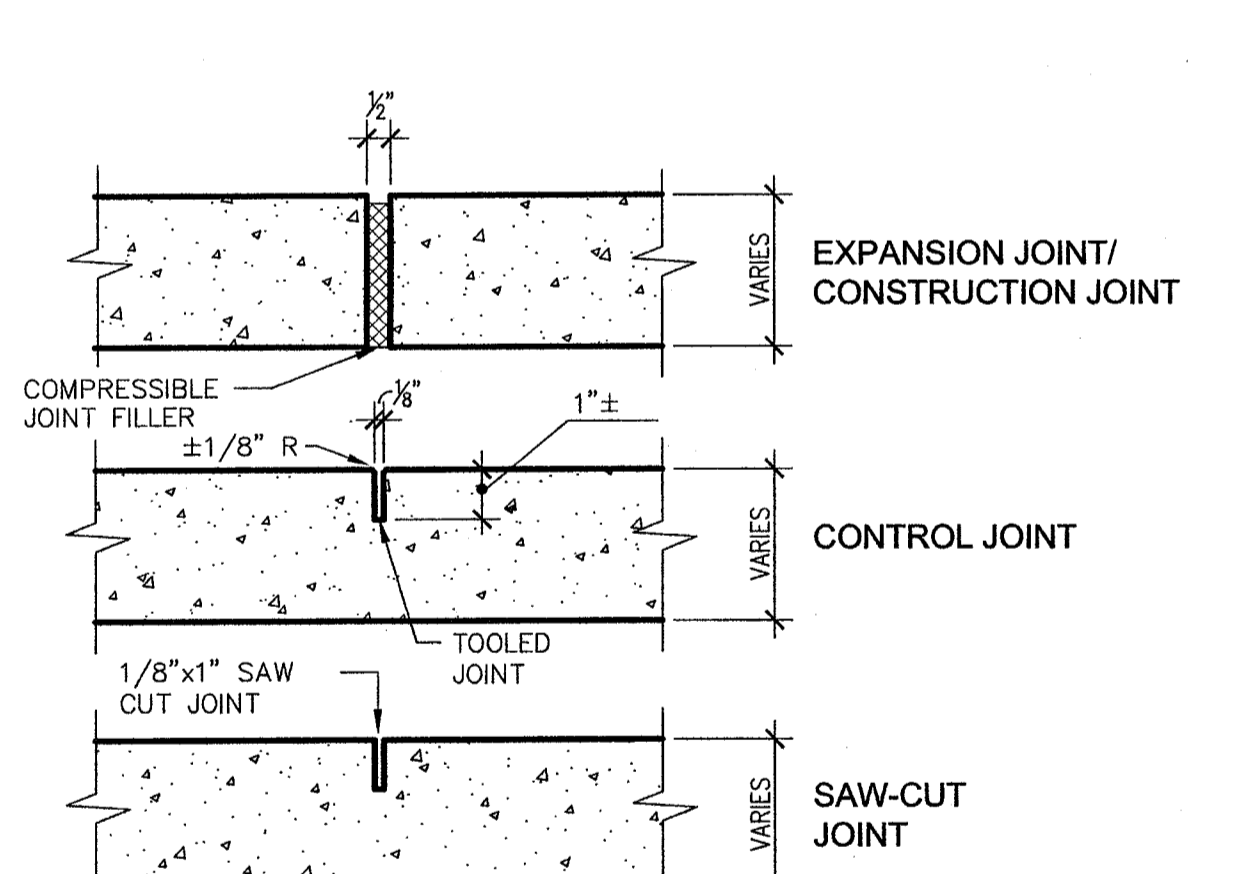 ½"
VARIES
EXPANSION JOINT/
CONSTRUCTION JOINT
COMPRESSIBLE
JOINT FILLER
⅛"
1"±
±1/8" R
VARIES
CONTROL JOINT
TOOLED
JOINT
1/8"x1" SAW
CUT JOINT
VARIES
SAW-CUT
JOINT